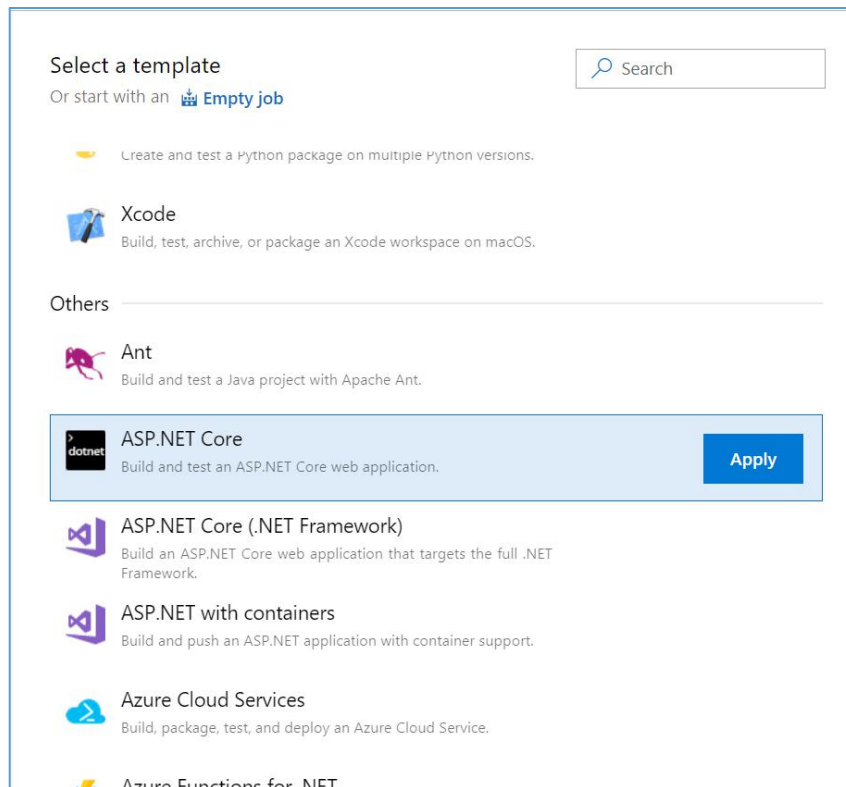 Select a template
Search
Or start with an Empty job
Create and test a Python package on multiple Python versions.
Xcode
Build, test, archive, or package an Xcode workspace on macOS.
Others
Ant
Build and test a Java project with Apache Ant.
dotnet
ASP.NET Core
Build and test an ASP.NET Core web application.
Apply
ASP.NET Core (.NET Framework)
Build an ASP.NET Core web application that targets the full .NET
Framework.
ASP.NET with containers
Build and push an ASP.NET application with container support.
Azure Cloud Services
Build, package, test, and deploy an Azure Cloud Service.
Azure Functions for .NET